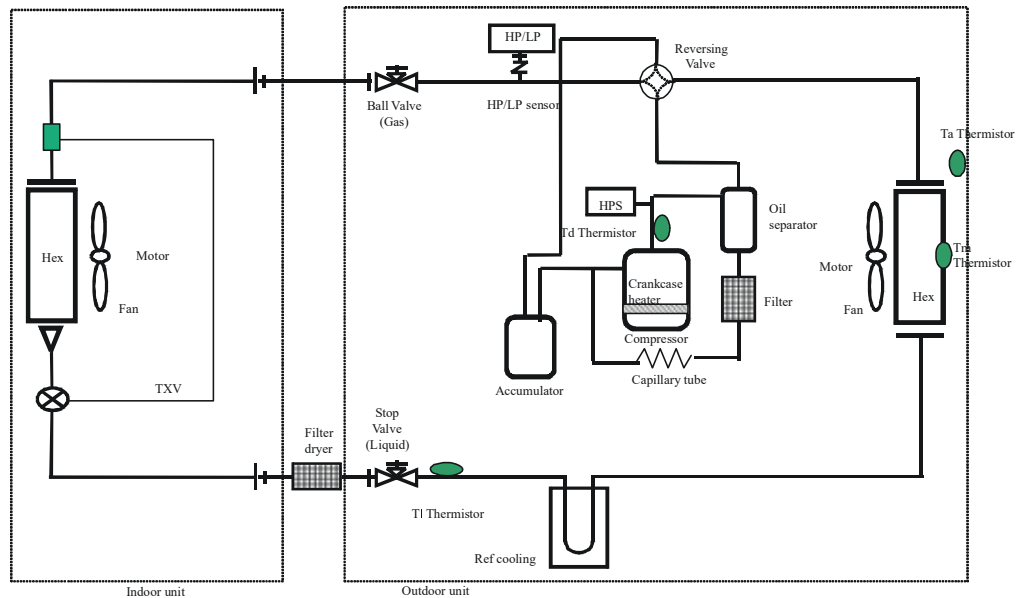 HP/LP
Reversing
Valve
Ball Valve
(Gas)
HP/LP sensor
Ta Thermistor
HPS
Oil
separator
Td Thermistor
Hex
Motor
Fan
Crankcase
heater
Filter
Motor
Tm
Thermistor
Hex
Fan
Compressor
Capillary tube
Accumulator
TXV
Stop
Valve
(Liquid)
Filter
dryer
Tl Thermistor
Ref cooling
Indoor unit
Outdoor unit